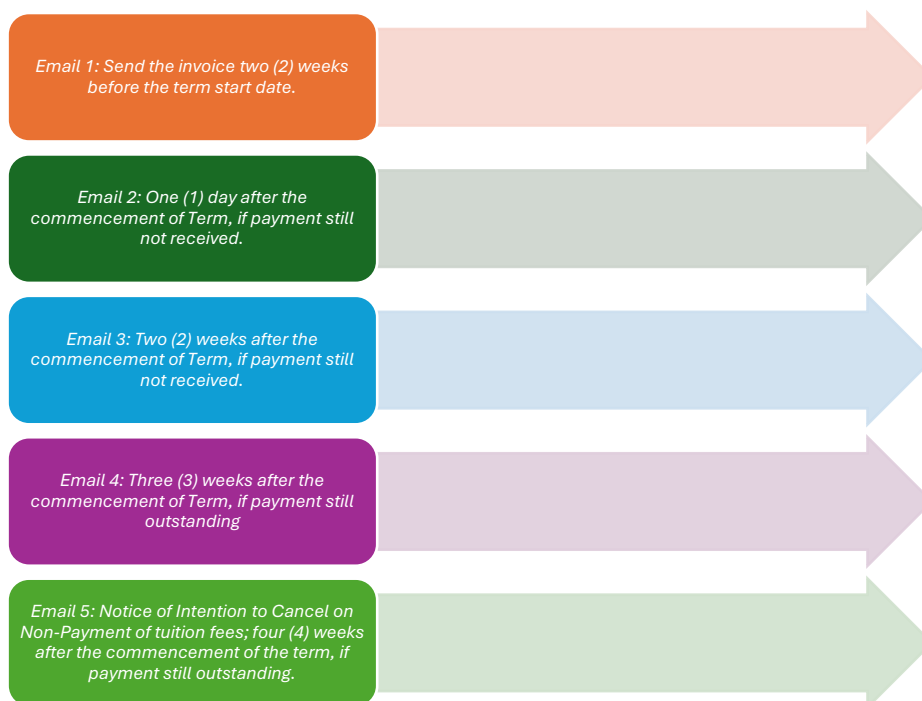 Email 1: Send the invoice two (2) weeks
before the term start date.
Email 2: One (1) day after the
commencement of Term, if payment still
not received.
Email 3: Two (2) weeks after the
commencement of Term, if payment still
not received.
Email 4: Three (3) weeks after the
commencement of Term, if payment still
outstanding
Email 5: Notice of Intention to Cancel on
Non-Payment of tuition fees; four (4) weeks
after the commencement of the term, if
payment still outstanding.